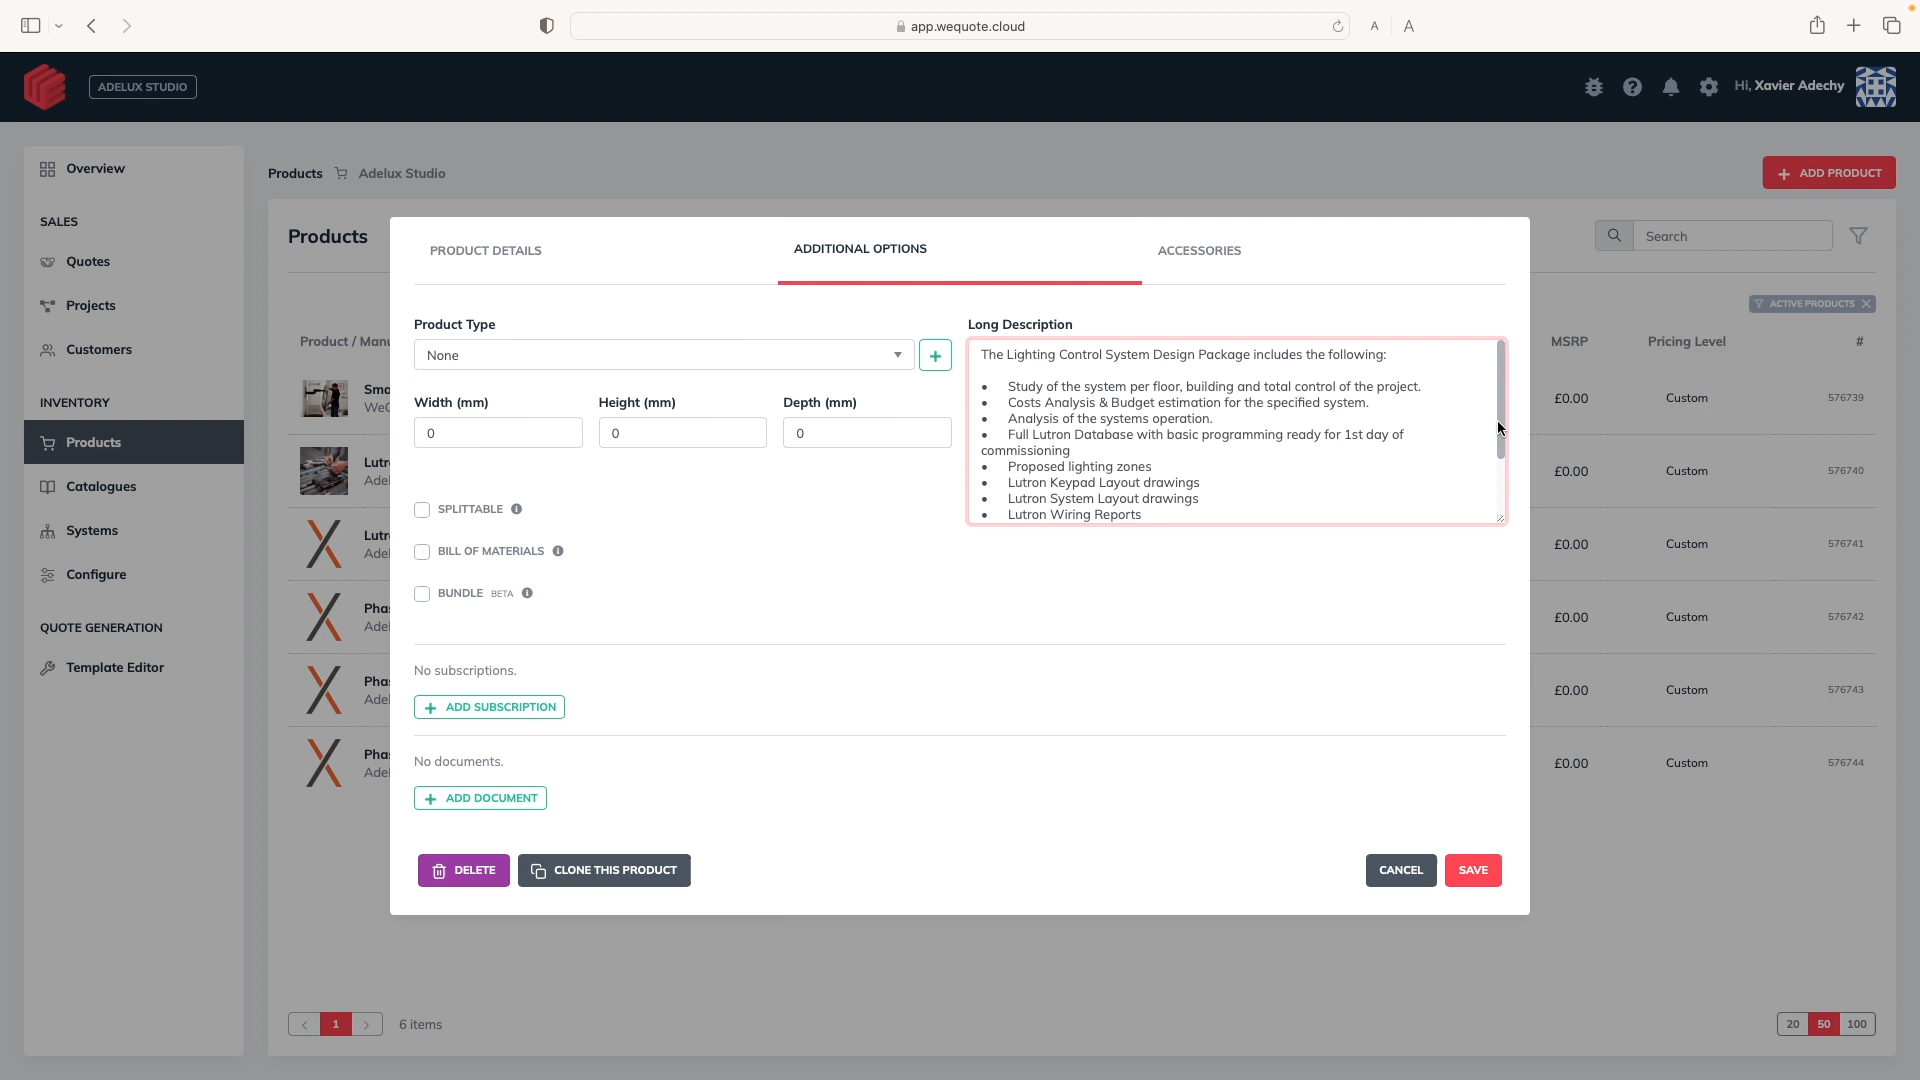 app.wequote.cloud
A
A
ADELUX STUDIO
Hi, Xavier Adechy
Overview
SALES
Quotes
Projects
Customers
INVENTORY
Products
Catalogues
Systems
Configure
QUOTE GENERATION
Template Editor
Products Adelux Studio
ADD PRODUCT
Products
Search
ACTIVE PRODUCTS
Product / Manu
MSRP Pricing Level #
Sma
WeQ
£0.00 Custom 576739
Lutr
Adel
£0.00 Custom 576740
Lutr
Adel
£0.00 Custom 576741
Phas
Adel
£0.00 Custom 576742
Phas
Adel
£0.00 Custom 576743
Phas
Adel
£0.00 Custom 576744
PRODUCT DETAILS
ADDITIONAL OPTIONS
ACCESSORIES
Product Type
None
Width (mm) Height (mm) Depth (mm)
0 0 0
SPLITTABLE
BILL OF MATERIALS
BUNDLE BETA
Long Description
The Lighting Control System Design Package includes the following:
• Study of the system per floor, building and total control of the project.
• Costs Analysis & Budget estimation for the specified system.
• Analysis of the systems operation.
• Full Lutron Database with basic programming ready for 1st day of
commissioning
• Proposed lighting zones
• Lutron Keypad Layout drawings
• Lutron System Layout drawings
• Lutron Wiring Reports
No subscriptions.
ADD SUBSCRIPTION
No documents.
ADD DOCUMENT
DELETE
CLONE THIS PRODUCT
CANCEL
SAVE
1
6 items
20 50 100